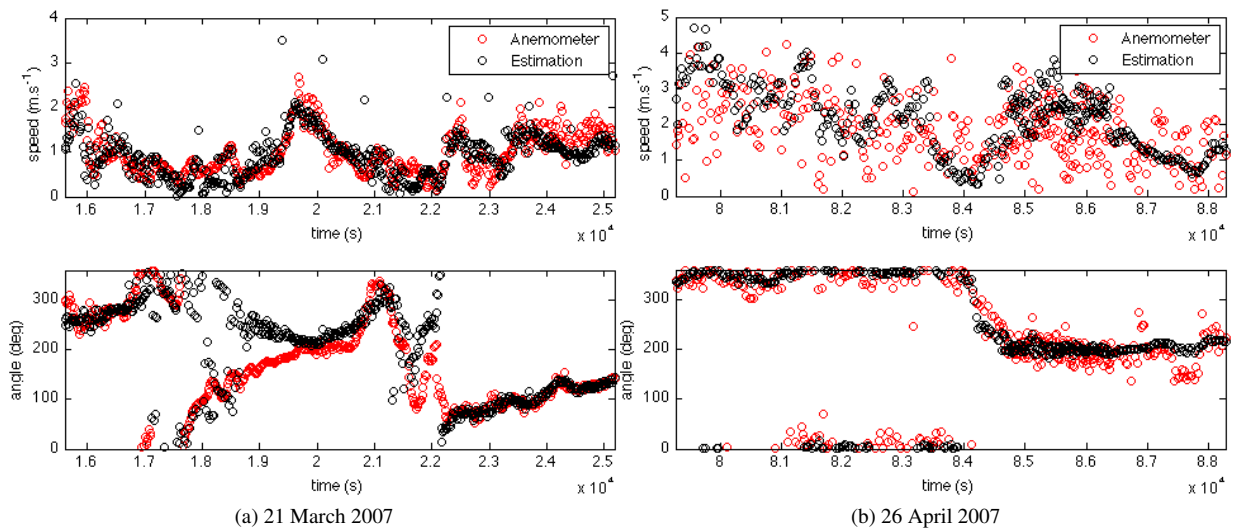 4
3
2
1
0
speed (m.s⁻¹)
Anemometer
Estimation
1.6 1.7 1.8 1.9 2 2.1 2.2 2.3 2.4 2.5
time (s)
x 10⁴
5
4
3
2
1
0
speed (m.s⁻¹)
Anemometer
Estimation
8 8.1 8.2 8.3 8.4 8.5 8.6 8.7 8.8
time (s)
x 10⁴
300
200
100
0
angle (deg)
1.6 1.7 1.8 1.9 2 2.1 2.2 2.3 2.4 2.5
time (s)
x 10⁴
(a) 21 March 2007
300
200
100
0
angle (deg)
8 8.1 8.2 8.3 8.4 8.5 8.6 8.7 8.8
time (s)
x 10⁴
(b) 26 April 2007